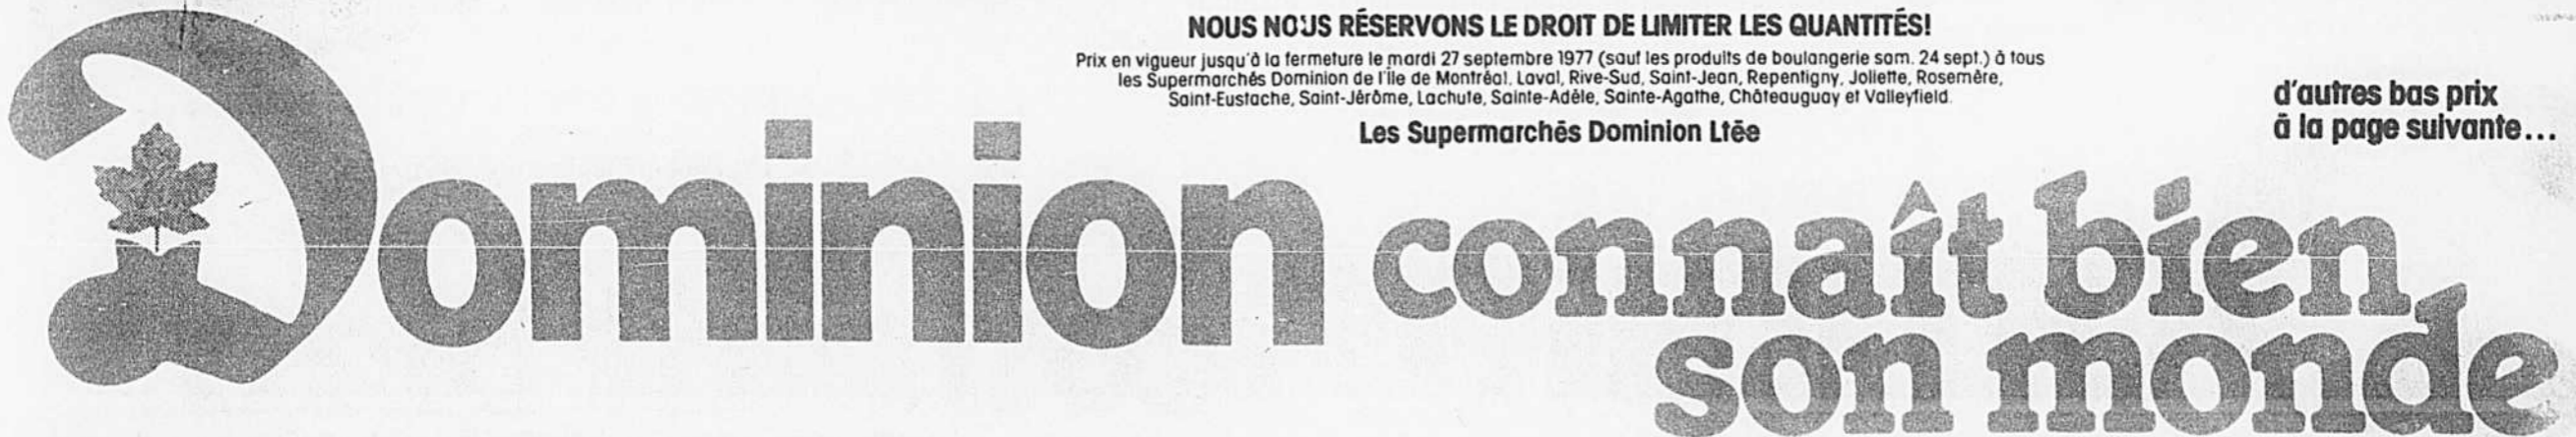 NOUS NOUS RÉSERVONS LE DROIT DE LIMITER LES QUANTITÉS!
Prix en vigueur jusqu'à la fermeture le mardi 27 septembre 1977 (sauf les produits de boulangerie sam. 24 sept.) à tous
les Supermarchés Dominion de l'Île de Montréal, Laval, Rive-Sud, Saint-Jean, Repentigny, Joliette, Rosemère,
Saint-Eustache, Saint-Jérôme, Lachute, Sainte-Adèle, Sainte-Agathe, Châteauguay et Valleyfield.
Les Supermarchés Dominion Ltée
d'autres bas prix
à la page suivante...
Dominion connaît bien
son monde